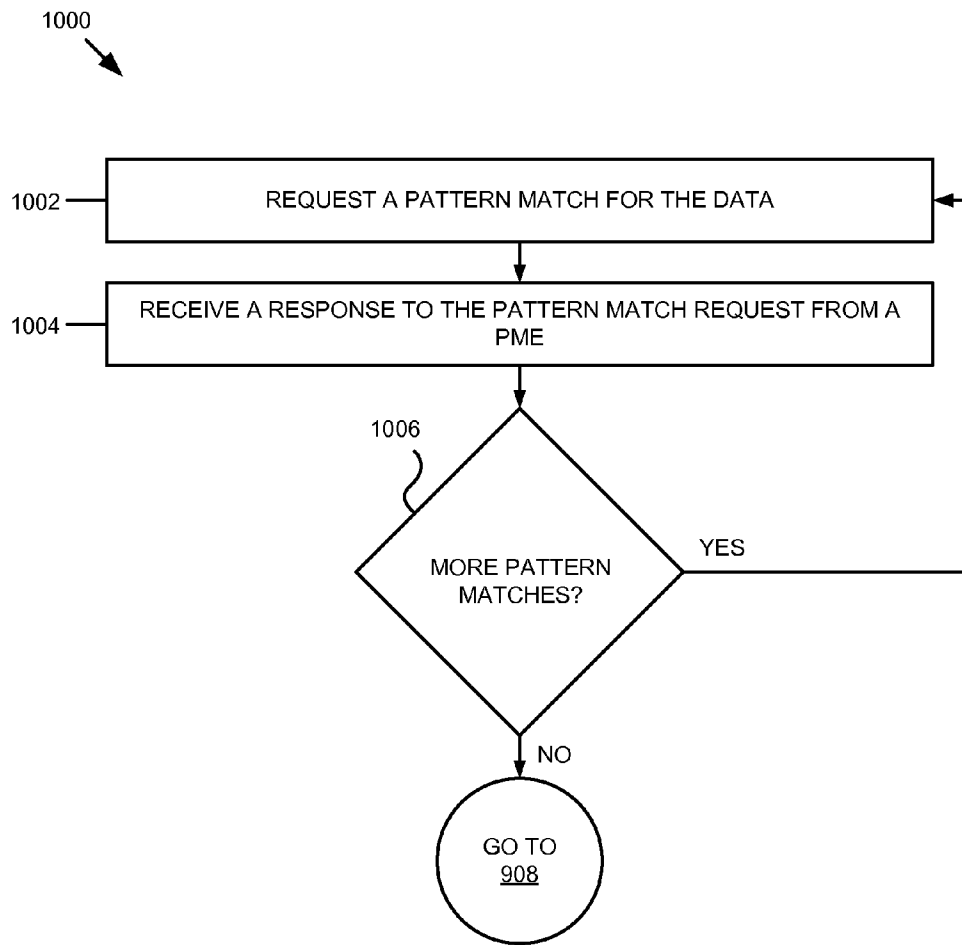 1000
1002
REQUEST A PATTERN MATCH FOR THE DATA
1004
RECEIVE A RESPONSE TO THE PATTERN MATCH REQUEST FROM A
PME
1006
MORE PATTERN
MATCHES?
YES
NO
GO TO
908